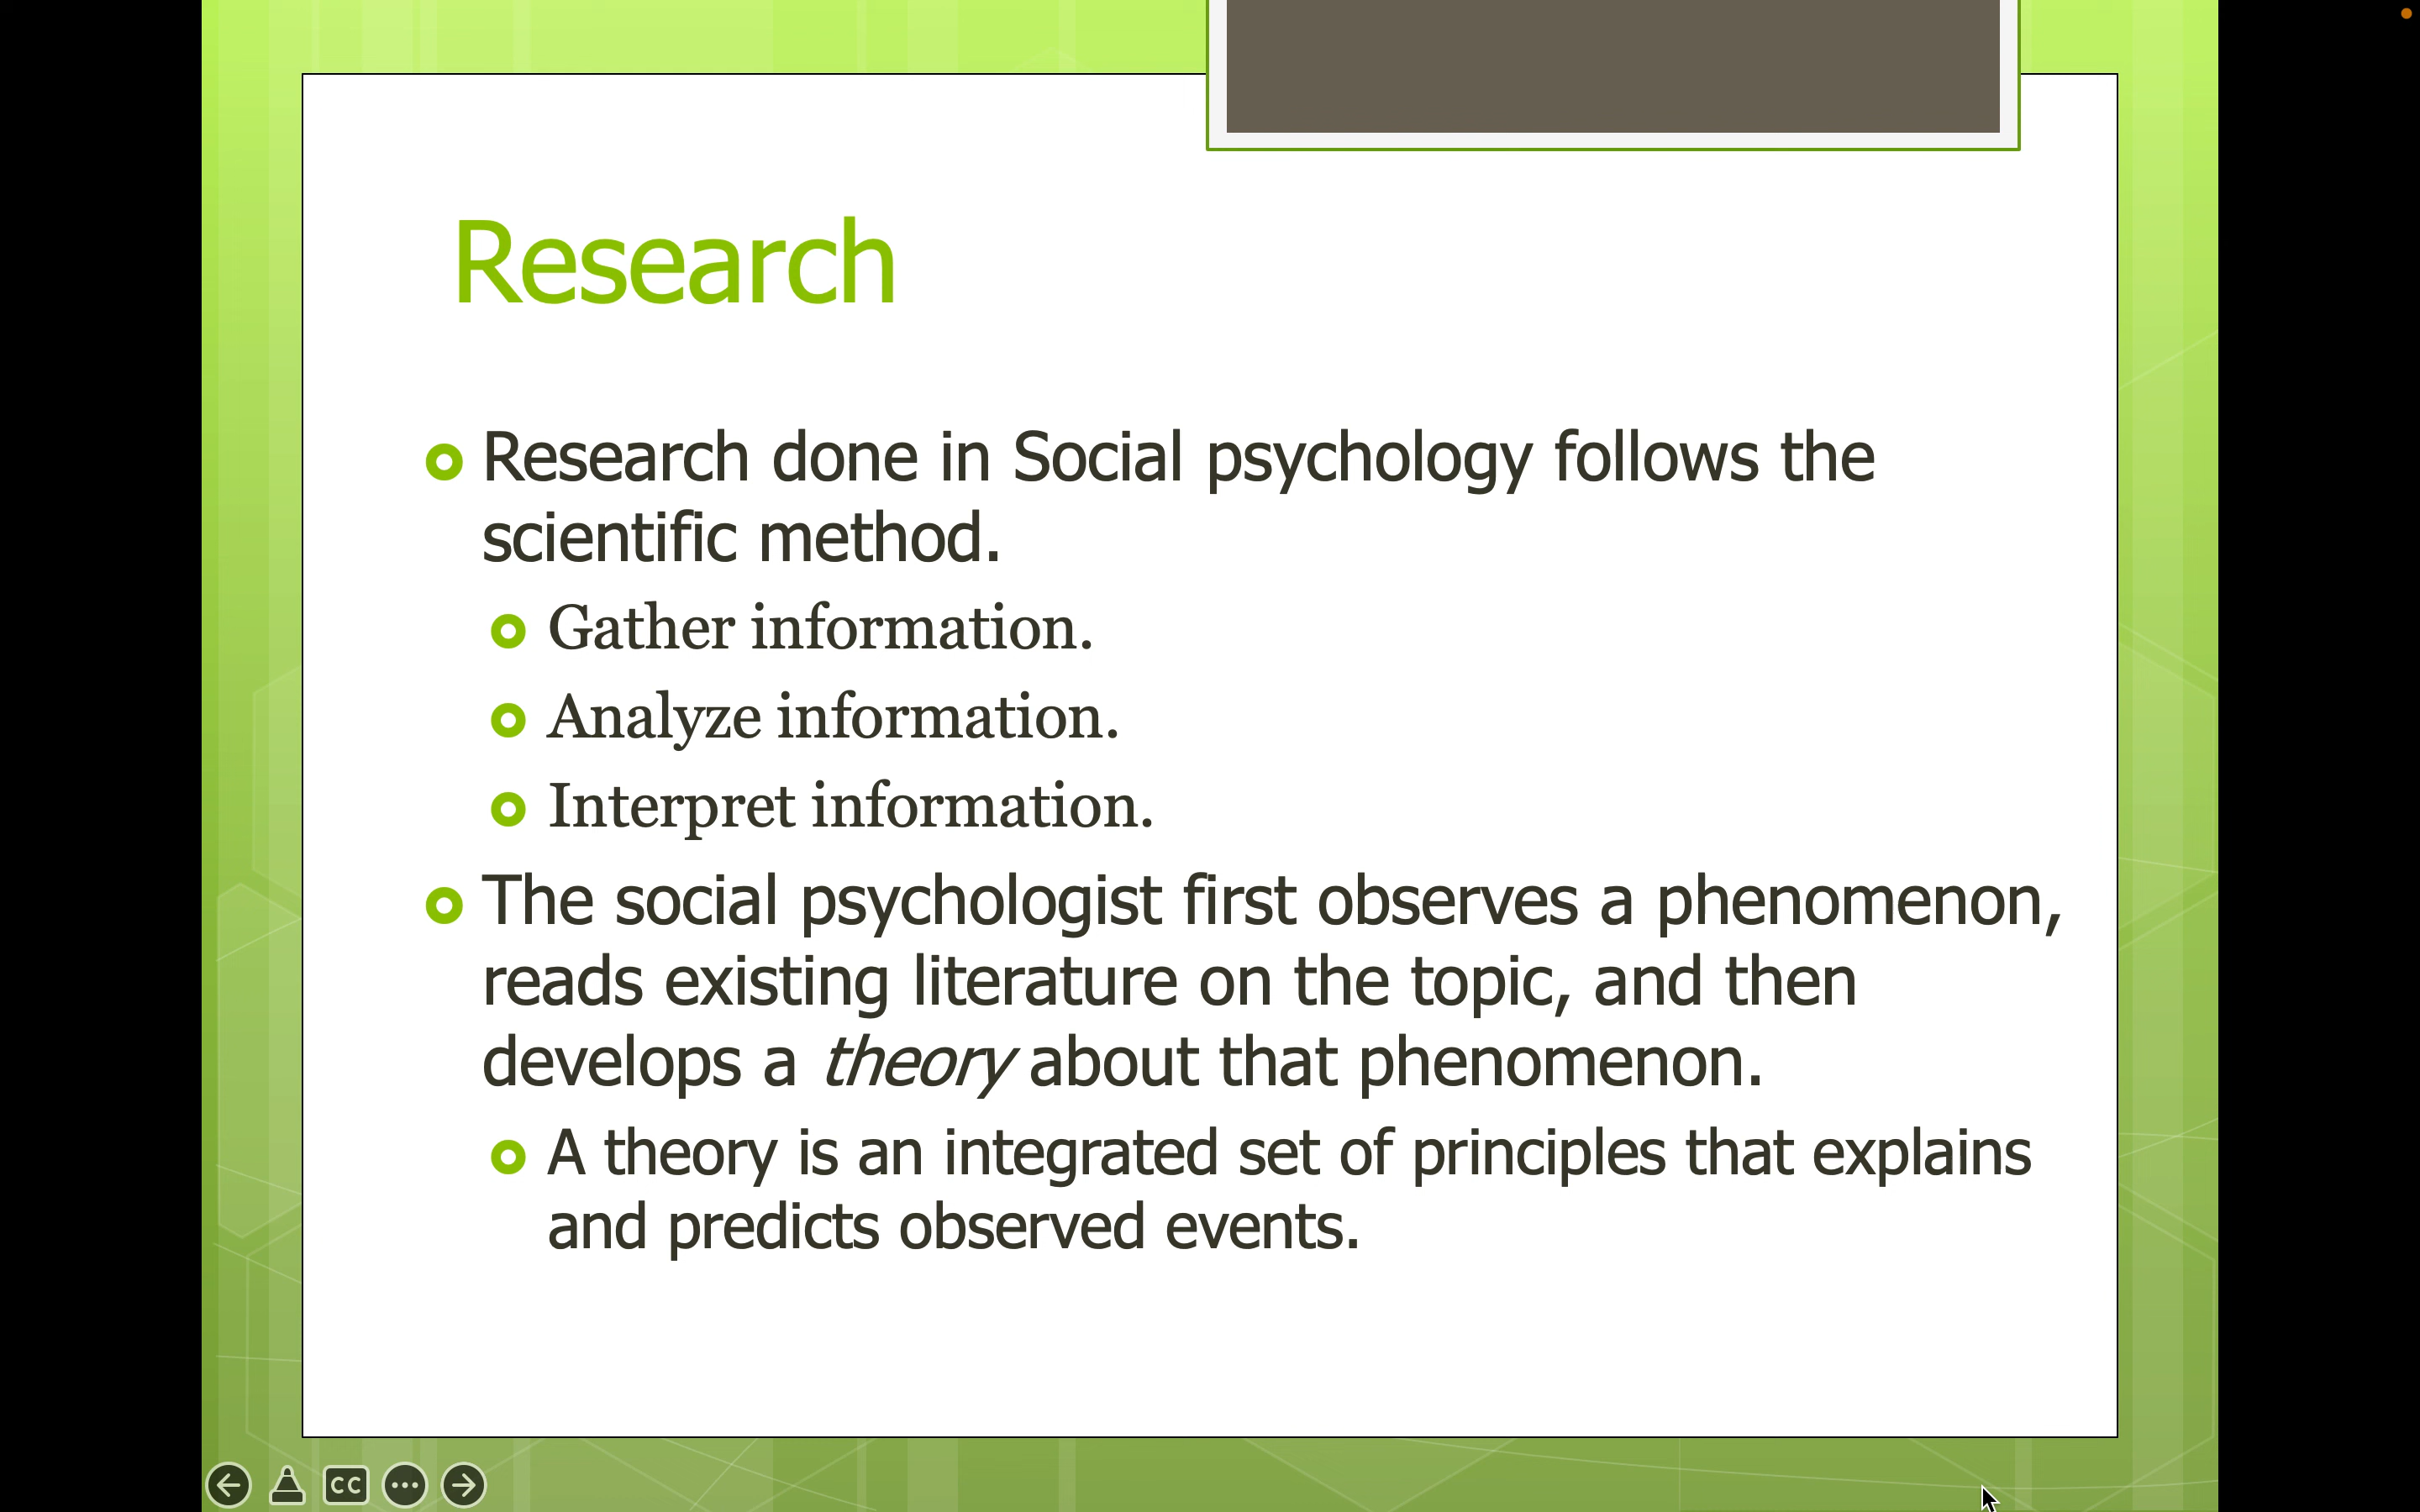 Research
Research done in Social psychology follows the
scientific method.
Gather information.
Analyze information.
Interpret information.
The social psychologist first observes a phenomenon,
reads existing literature on the topic, and then
develops a theory about that phenomenon.
A theory is an integrated set of principles that explains
and predicts observed events.
CC